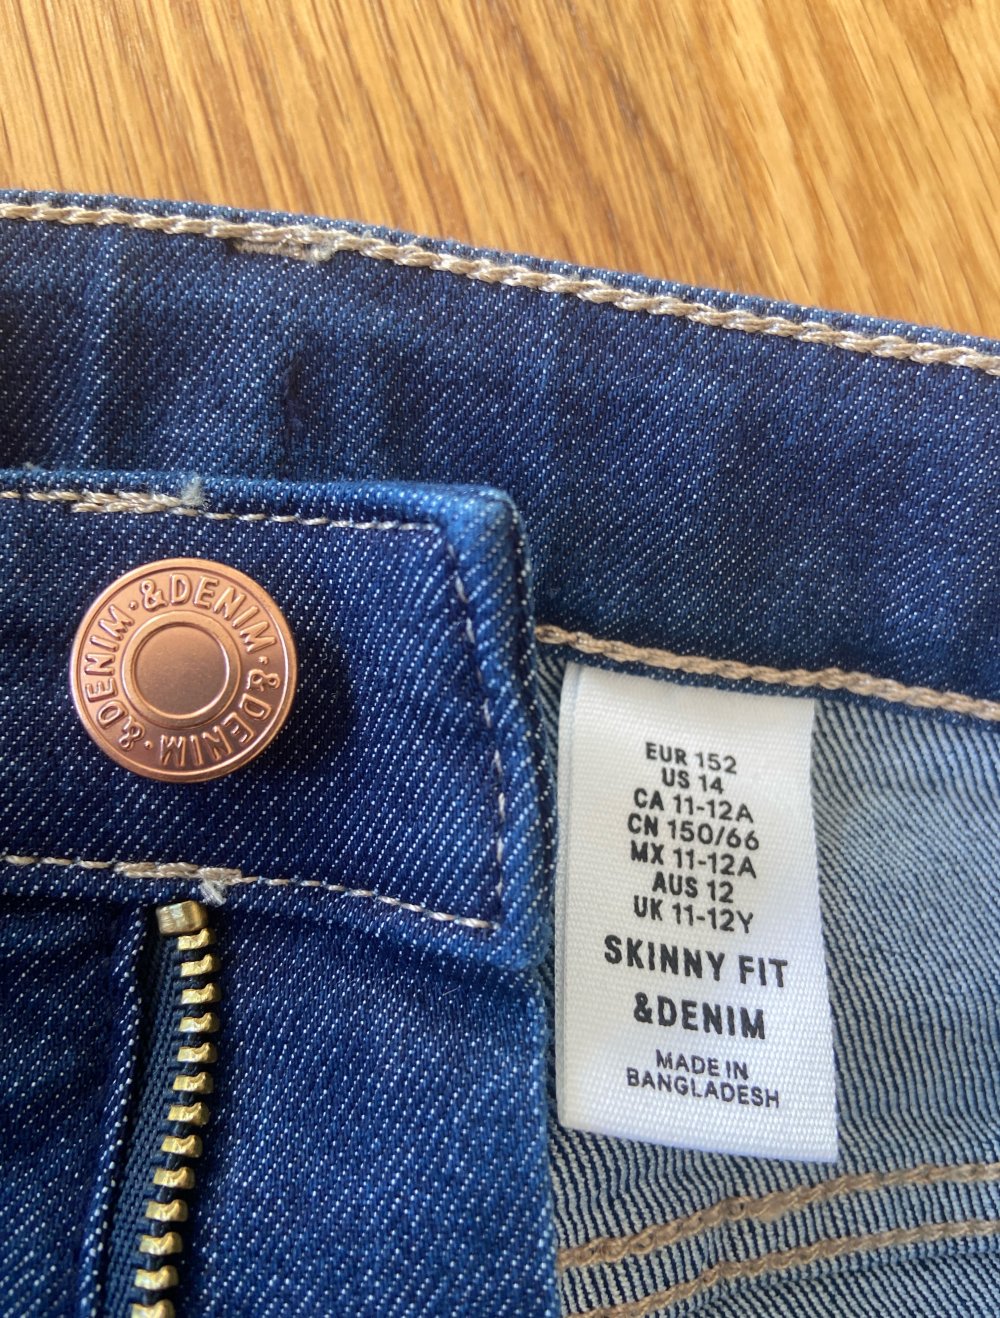 &DENIM · &DENIM · &DENIM ·
EUR 152
US 14
CA 11-12A
CN 150/66
MX 11-12A
AUS 12
UK 11-12Y
SKINNY FIT
&DENIM
MADE IN
BANGLADESH